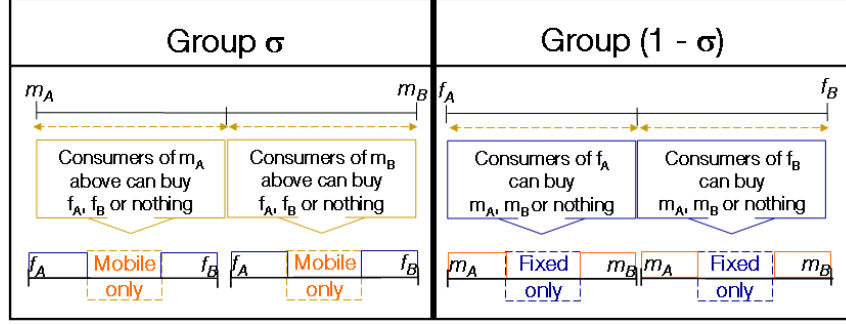 Group σ
Group (1 - σ)
m_A
m_B
f_A
f_B
Consumers of m_A
above can buy
f_A, f_B or nothing
Consumers of m_B
above can buy
f_A, f_B or nothing
Consumers of f_A
can buy
m_A, m_B or nothing
Consumers of f_B
can buy
m_A, m_B or nothing
f_A Mobile f_B
only
f_A Mobile f_B
only
m_A Fixed m_B
only
m_A Fixed m_B
only